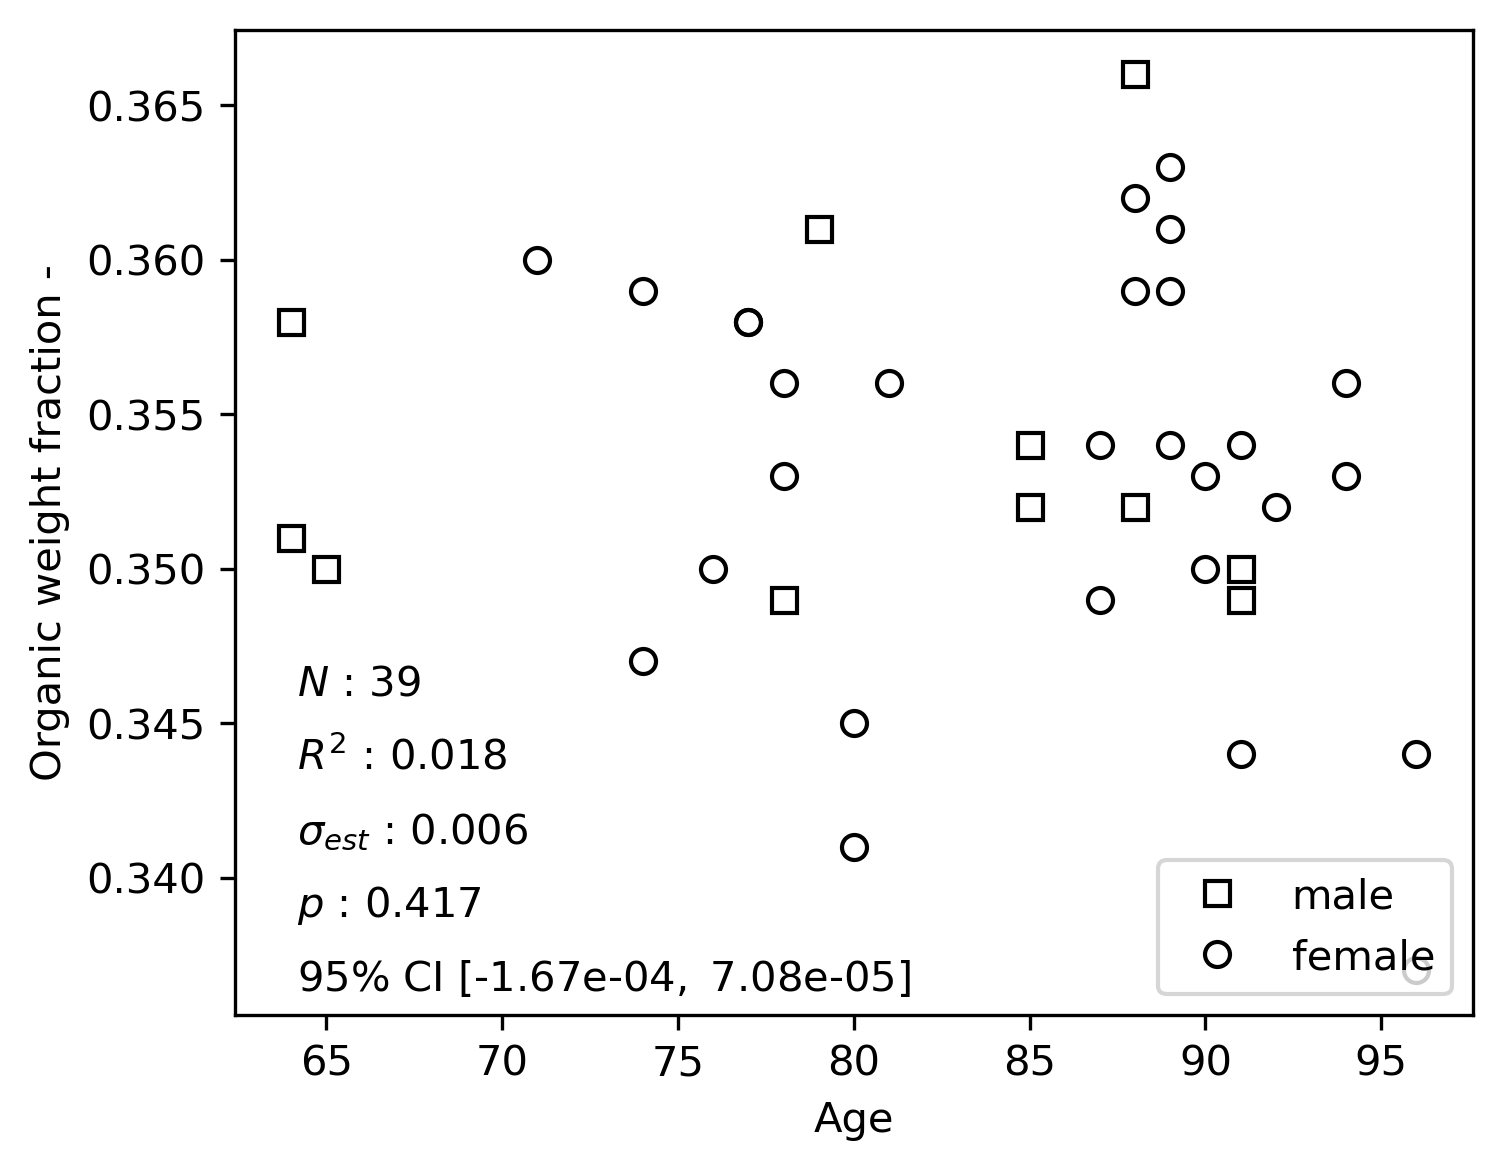 0.365
0.360
0.355
0.350
0.345
0.340
Organic weight fraction -
N : 39
R² : 0.018
σest : 0.006
p : 0.417
95% CI [-1.67e-04, 7.08e-05]
male
female
65 70 75 80 85 90 95
Age